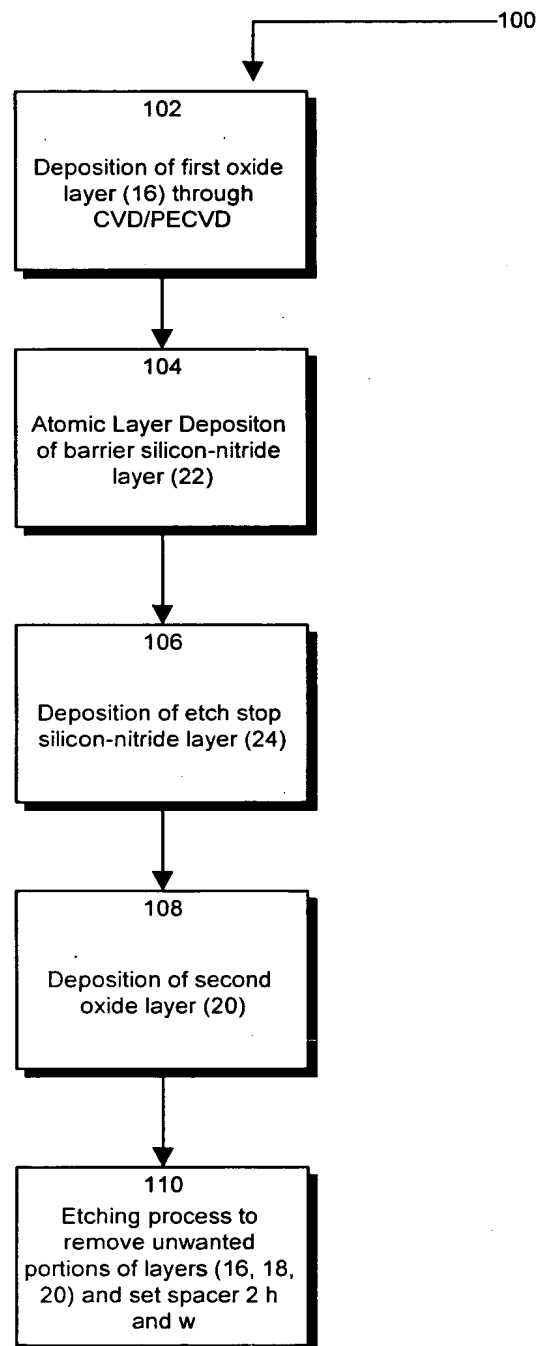 100
102
Deposition of first oxide
layer (16) through
CVD/PECVD
104
Atomic Layer Depositon
of barrier silicon-nitride
layer (22)
106
Deposition of etch stop
silicon-nitride layer (24)
108
Deposition of second
oxide layer (20)
110
Etching process to
remove unwanted
portions of layers (16, 18,
20) and set spacer 2 h
and w